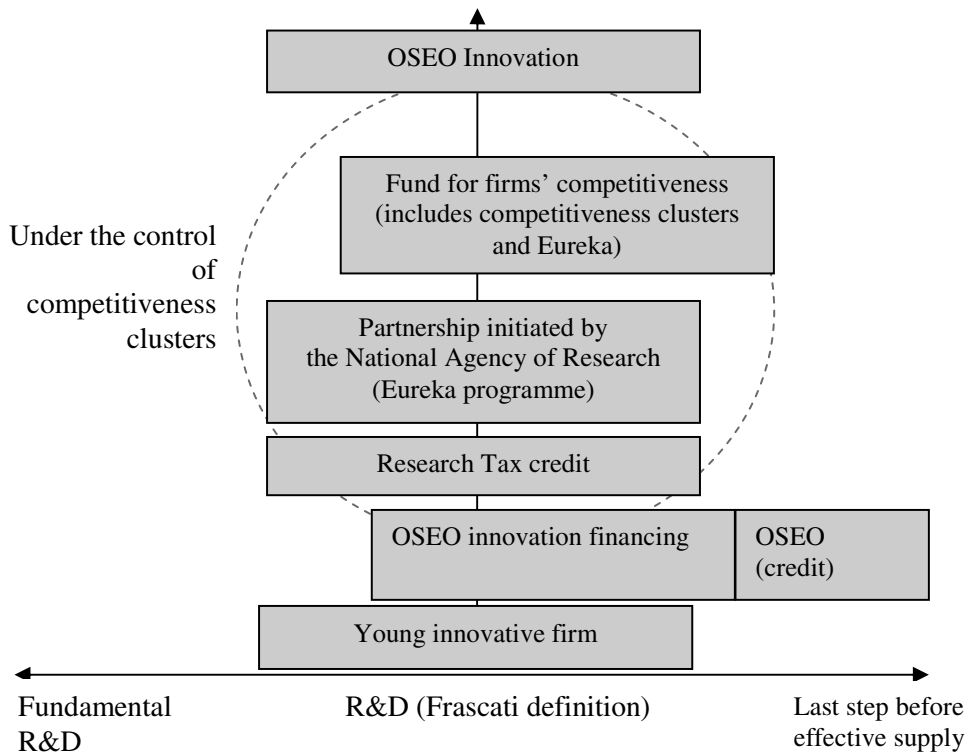 OSEO Innovation
Fund for firms’ competitiveness
(includes competitiveness clusters
and Eureka)
Under the control
of
competitiveness
clusters
Partnership initiated by
the National Agency of Research
(Eureka programme)
Research Tax credit
OSEO innovation financing
OSEO
(credit)
Young innovative firm
Fundamental
R&D
R&D (Frascati definition)
Last step before
effective supply